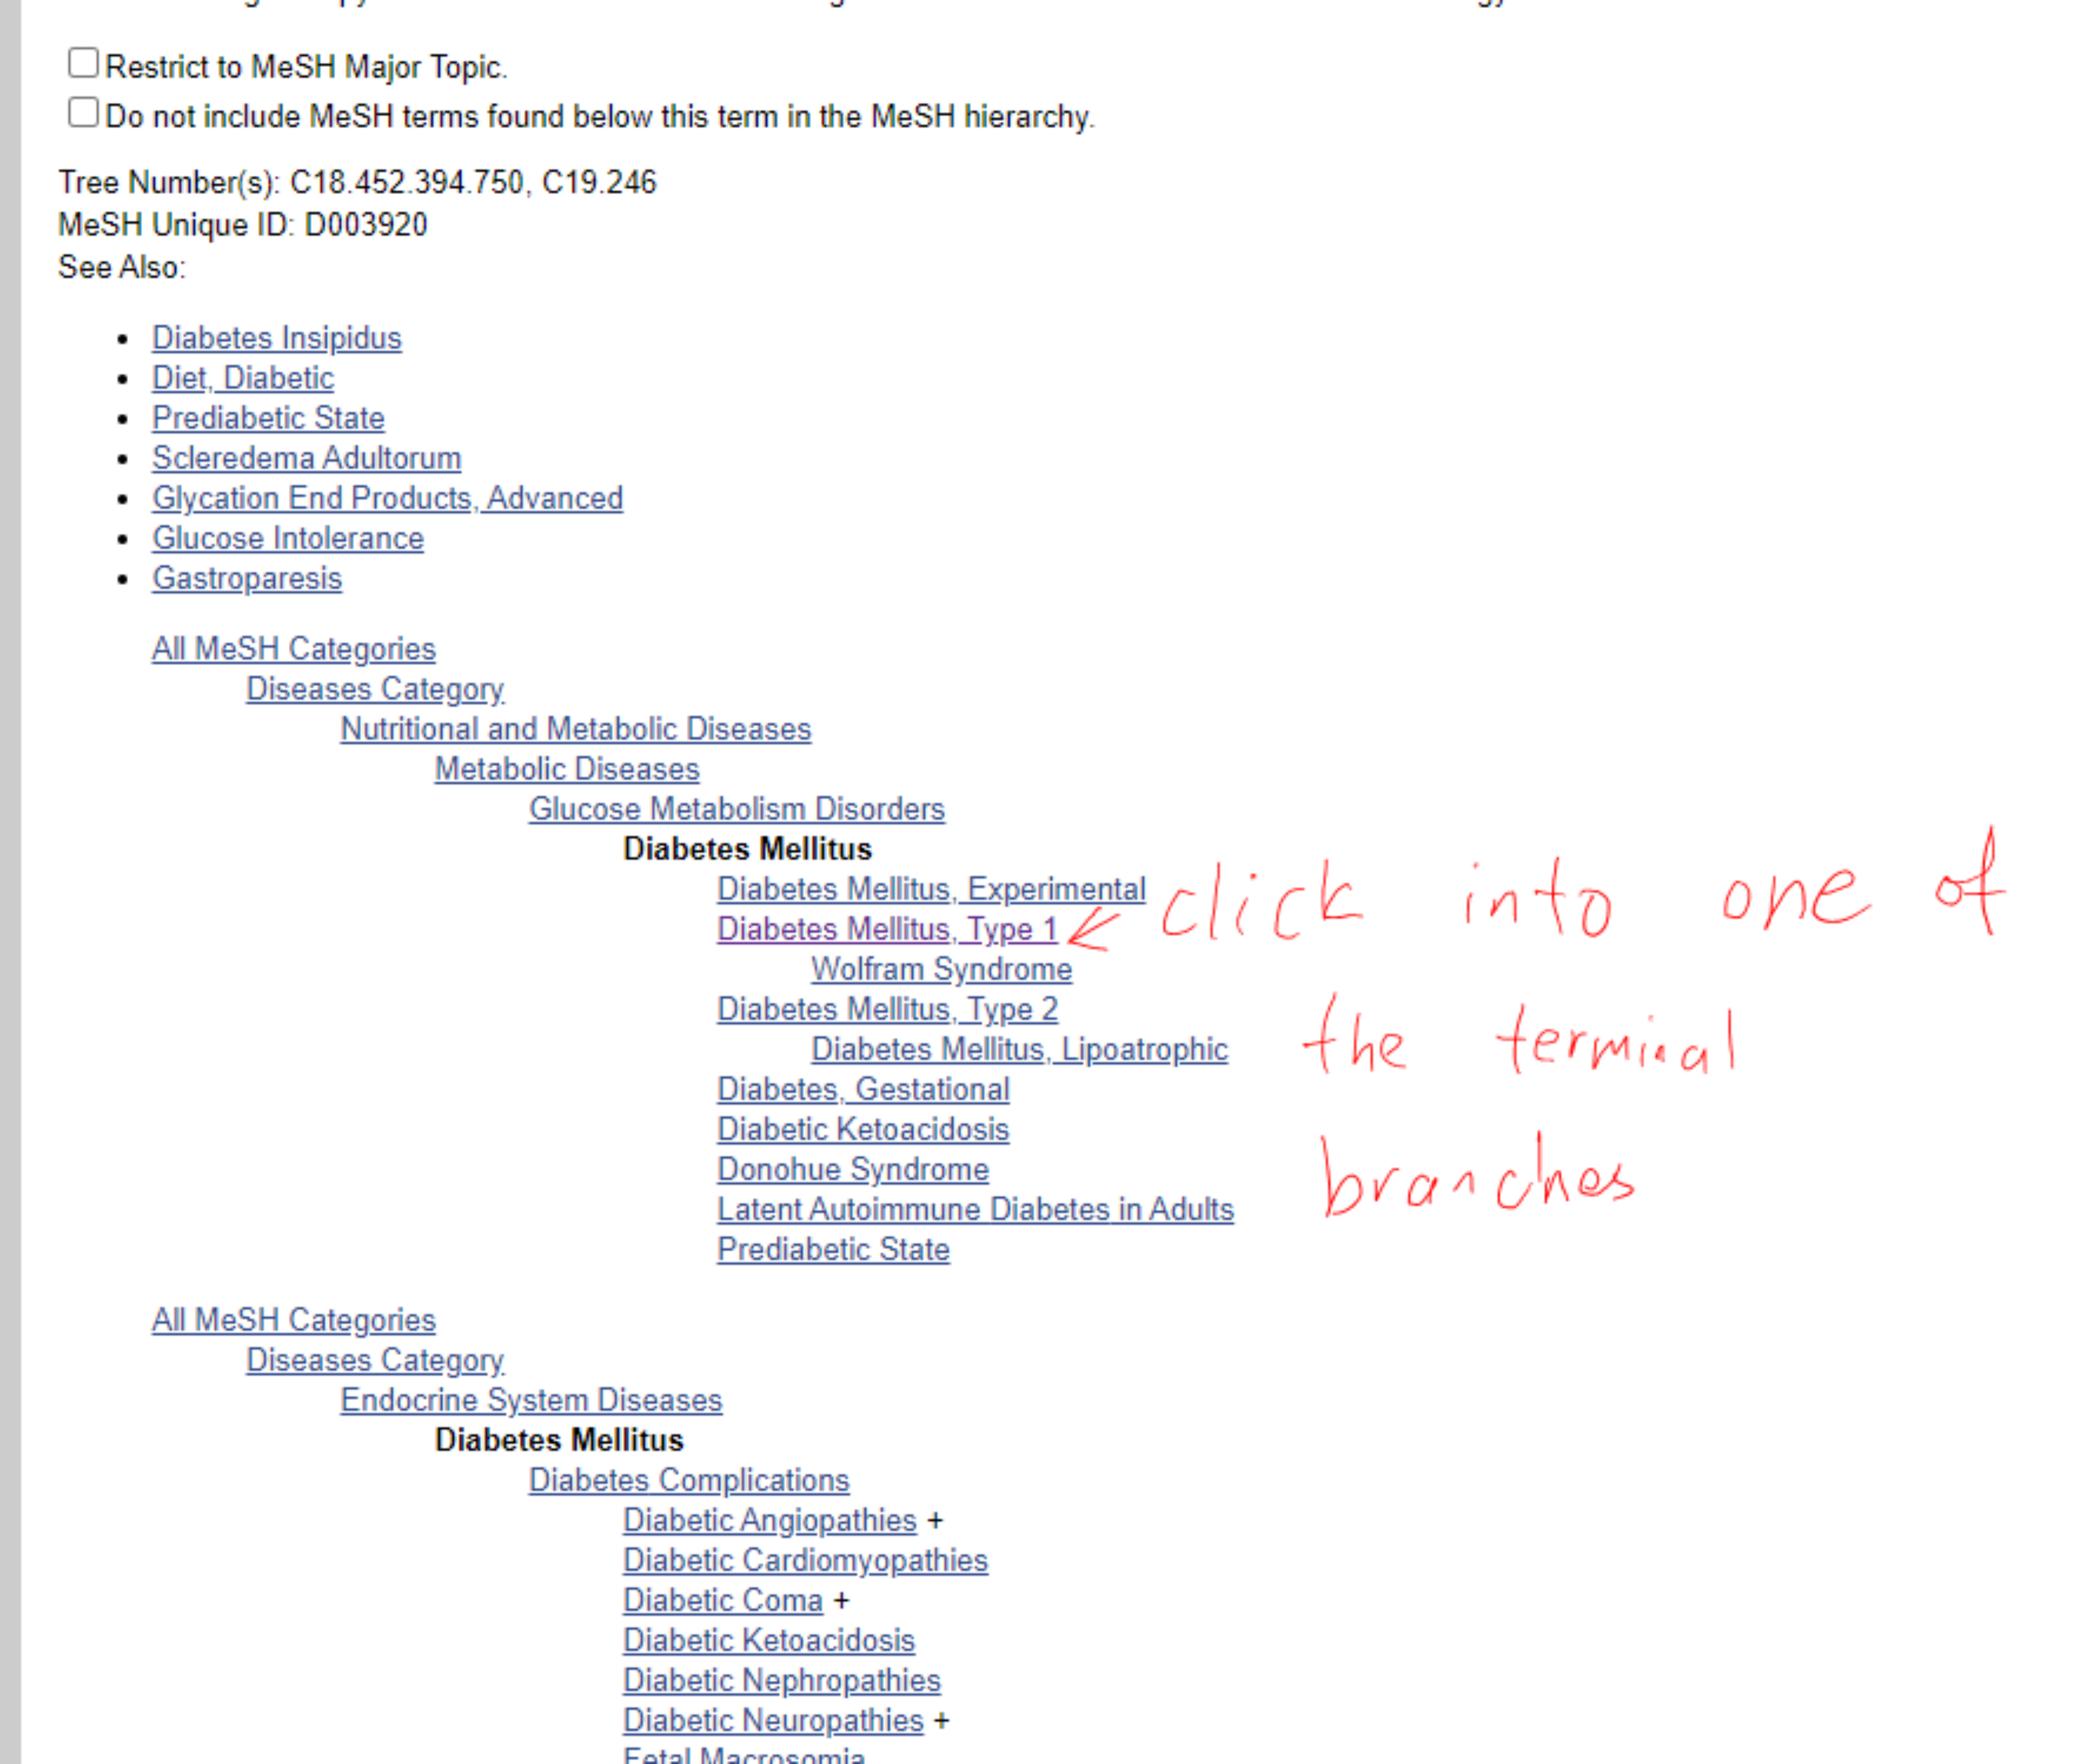 Restrict to MeSH Major Topic.
Do not include MeSH terms found below this term in the MeSH hierarchy.
Tree Number(s): C18.452.394.750, C19.246
MeSH Unique ID: D003920
See Also:
Diabetes Insipidus
Diet, Diabetic
Prediabetic State
Scleredema Adultorum
Glycation End Products, Advanced
Glucose Intolerance
Gastroparesis
All MeSH Categories
Diseases Category
Nutritional and Metabolic Diseases
Metabolic Diseases
Glucose Metabolism Disorders
Diabetes Mellitus
Diabetes Mellitus, Experimental
Diabetes Mellitus, Type 1
Wolfram Syndrome
Diabetes Mellitus, Type 2
Diabetes Mellitus, Lipoatrophic
Diabetes, Gestational
Diabetic Ketoacidosis
Donohue Syndrome
Latent Autoimmune Diabetes in Adults
Prediabetic State
click into one of
the terminal
branches
All MeSH Categories
Diseases Category
Endocrine System Diseases
Diabetes Mellitus
Diabetes Complications
Diabetic Angiopathies +
Diabetic Cardiomyopathies
Diabetic Coma +
Diabetic Ketoacidosis
Diabetic Nephropathies
Diabetic Neuropathies +
Fetal Macrosomia